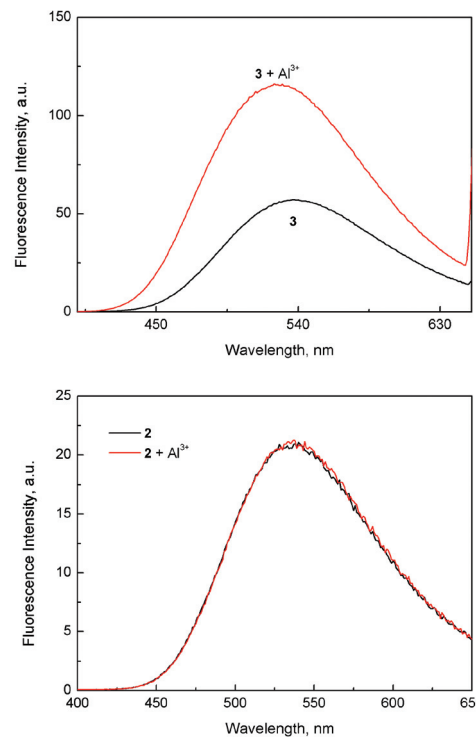 150
100
50
0
Fluorescence Intensity, a.u.
3 + Al³⁺
3
450 540 630
Wavelength, nm
25
20
15
10
5
0
Fluorescence Intensity, a.u.
2
2 + Al³⁺
400 450 500 550 600 65
Wavelength, nm